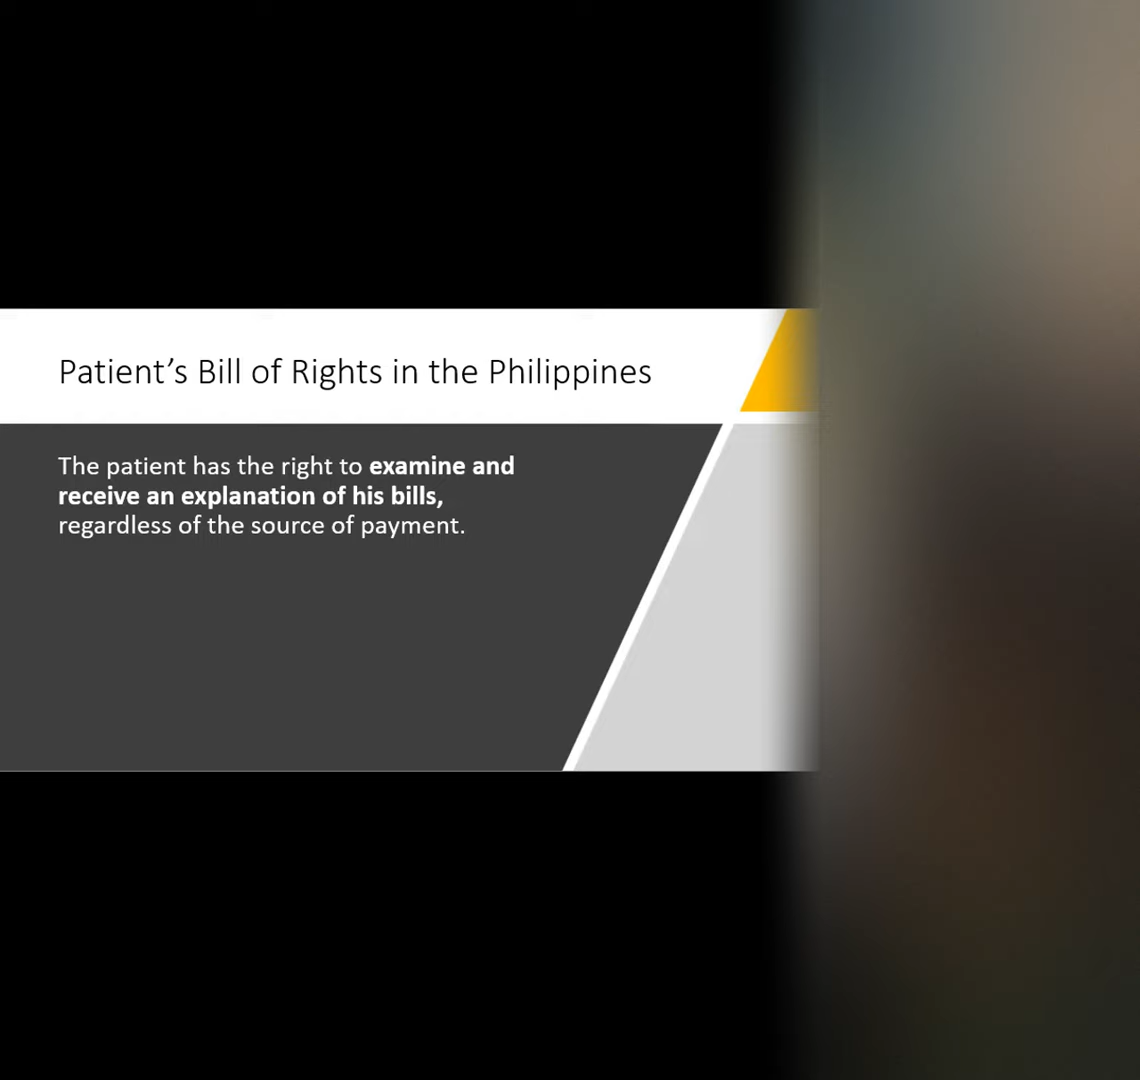 Patient’s Bill of Rights in the Philippines
The patient has the right to examine and
receive an explanation of his bills,
regardless of the source of payment.